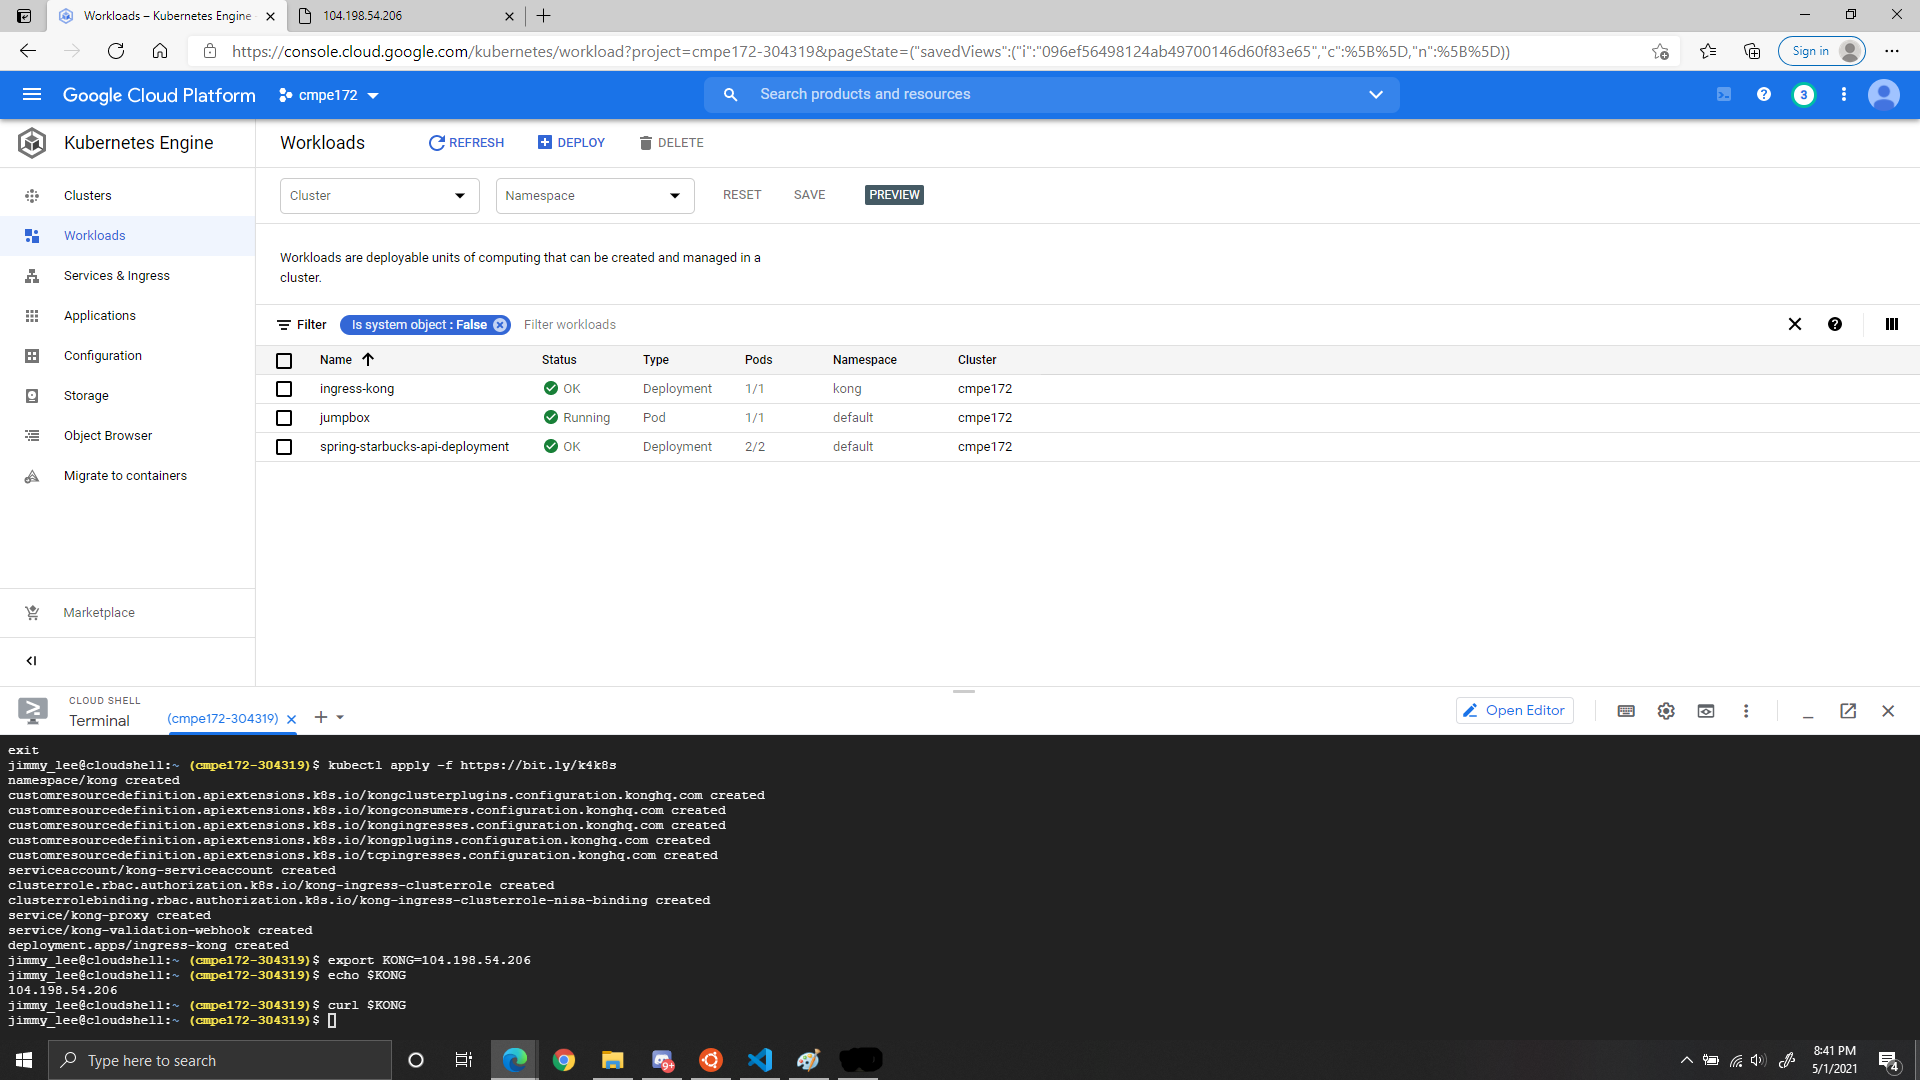 Workloads – Kubernetes Engine
104.198.54.206
https://console.cloud.google.com/kubernetes/workload?project=cmpe172-304319&pageState=("savedViews":("i":"096ef56498124ab49700146d60f83e65","c":%5B%5D,"n":%5B%5D))
Sign in
Google Cloud Platform
cmpe172
Search products and resources
3
Kubernetes Engine
Workloads
REFRESH
DEPLOY
DELETE
Clusters
Workloads
Services & Ingress
Applications
Configuration
Storage
Object Browser
Migrate to containers
Marketplace
Cluster
Namespace
RESET
SAVE
PREVIEW
Workloads are deployable units of computing that can be created and managed in a
cluster.
Filter
Is system object : False
Filter workloads
Name Status Type Pods Namespace Cluster
ingress-kong OK Deployment 1/1 kong cmpe172
jumpbox Running Pod 1/1 default cmpe172
spring-starbucks-api-deployment OK Deployment 2/2 default cmpe172
CLOUD SHELL
Terminal
(cmpe172-304319)
Open Editor
exit
jimmy_lee@cloudshell:~ (cmpe172-304319)$ kubectl apply -f https://bit.ly/k4k8s
namespace/kong created
customresourcedefinition.apiextensions.k8s.io/kongclusterplugins.configuration.konghq.com created
customresourcedefinition.apiextensions.k8s.io/kongconsumers.configuration.konghq.com created
customresourcedefinition.apiextensions.k8s.io/kongingresses.configuration.konghq.com created
customresourcedefinition.apiextensions.k8s.io/kongplugins.configuration.konghq.com created
customresourcedefinition.apiextensions.k8s.io/tcpingresses.configuration.konghq.com created
serviceaccount/kong-serviceaccount created
clusterrole.rbac.authorization.k8s.io/kong-ingress-clusterrole created
clusterrolebinding.rbac.authorization.k8s.io/kong-ingress-clusterrole-nisa-binding created
service/kong-proxy created
service/kong-validation-webhook created
deployment.apps/ingress-kong created
jimmy_lee@cloudshell:~ (cmpe172-304319)$ export KONG=104.198.54.206
jimmy_lee@cloudshell:~ (cmpe172-304319)$ echo $KONG
104.198.54.206
jimmy_lee@cloudshell:~ (cmpe172-304319)$ curl $KONG
jimmy_lee@cloudshell:~ (cmpe172-304319)$
Type here to search
9+
8:41 PM
5/1/2021
4